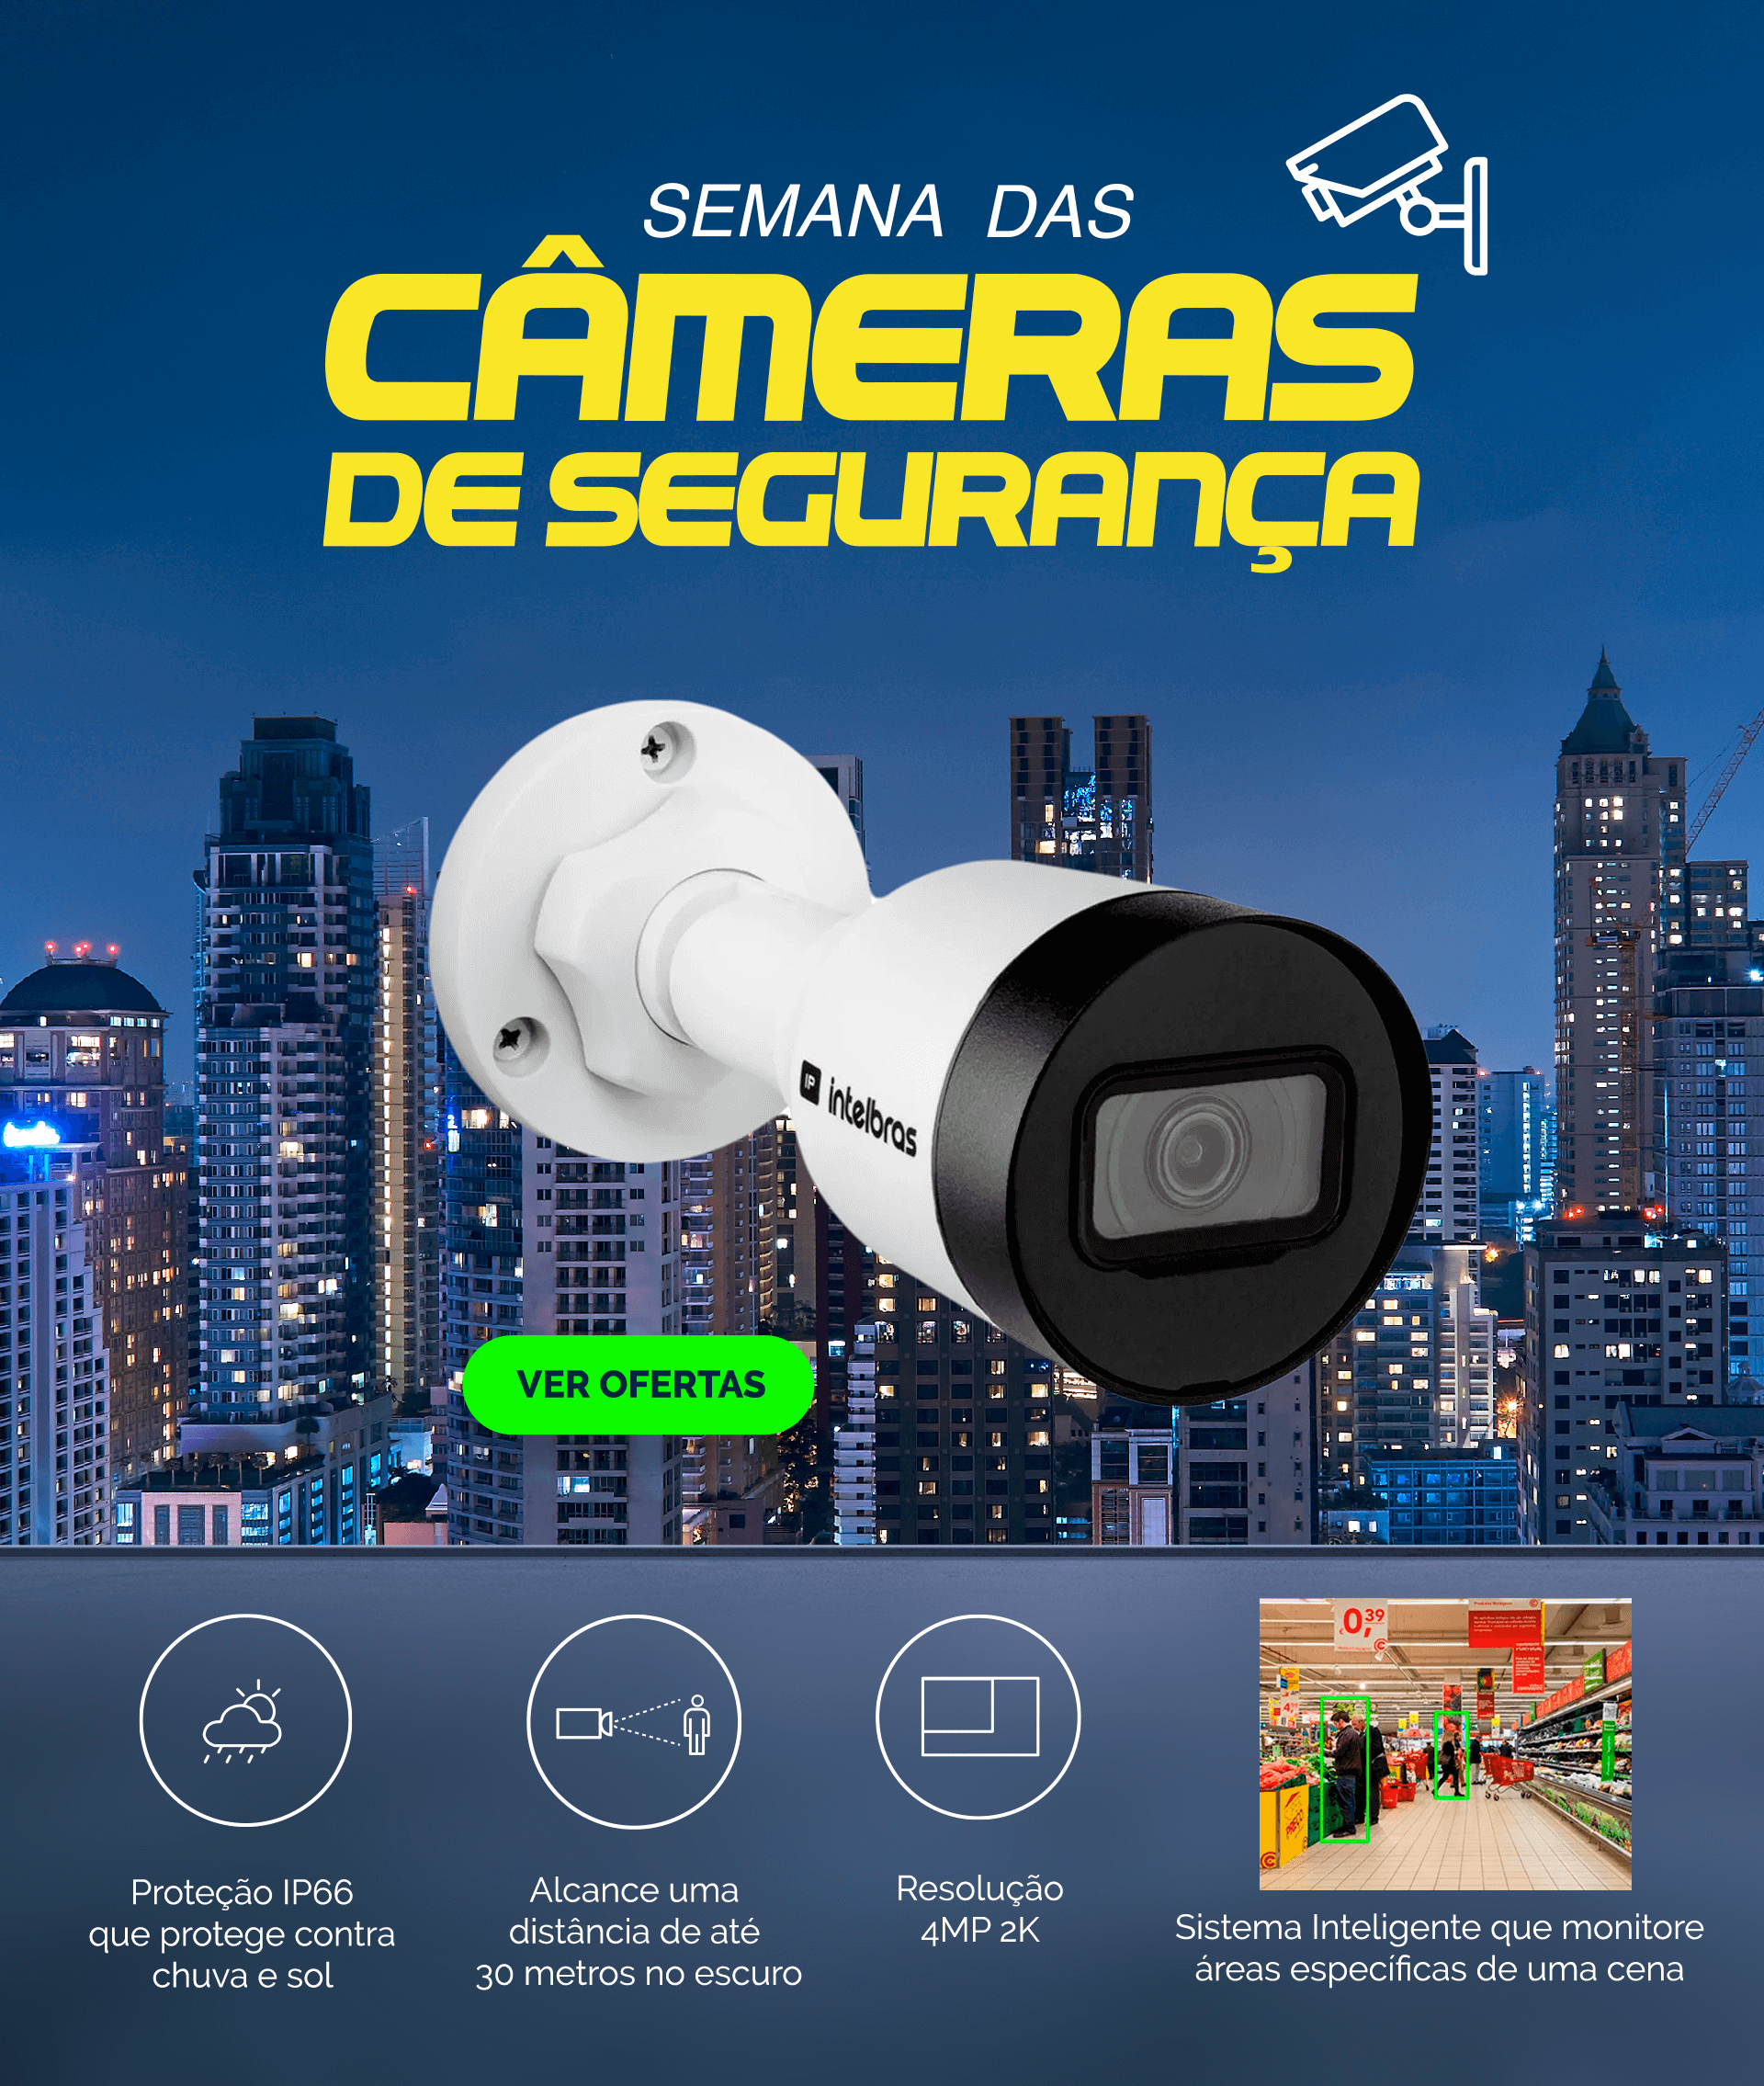 SEMANA DAS
CÂMERAS
DE SEGURANÇA
IP intelbras
VER OFERTAS
0,39
Proteção IP66
que protege contra
chuva e sol
Alcance uma
distância de até
30 metros no escuro
Resolução
4MP 2K
Sistema Inteligente que monitore
áreas específicas de uma cena